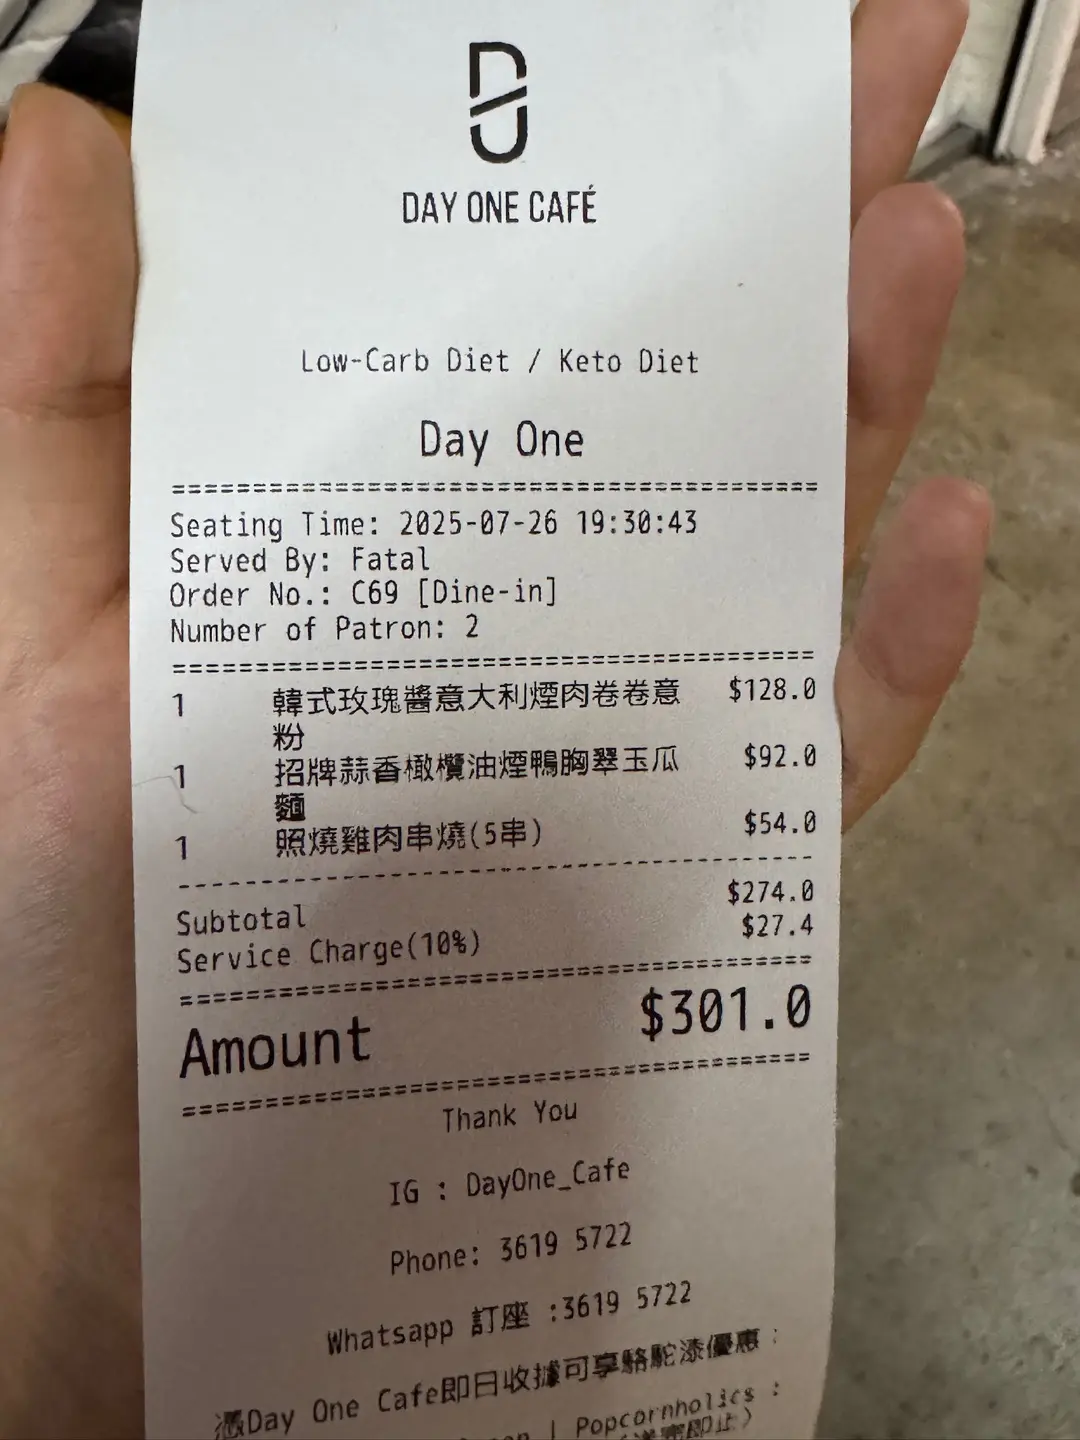 DAY ONE CAFÉ
Low-Carb Diet / Keto Diet
Day One
========================================
Seating Time: 2025-07-26 19:30:43
Served By: Fatal
Order No.: C69 [Dine-in]
Number of Patron: 2
========================================
1 韓式玫瑰醬意大利煙肉卷卷意 $128.0
粉
1 招牌蒜香橄欖油煙鴨胸翠玉瓜 $92.0
麵
1 照燒雞肉串燒(5串) $54.0
----------------------------------------
Subtotal $274.0
Service Charge(10%) $27.4
========================================
Amount $301.0
========================================
Thank You
IG : DayOne_Cafe
Phone: 3619 5722
Whatsapp 訂座 :3619 5722
憑Day One Cafe即日收據可享駱駝漆優惠：
| Popcornholics :